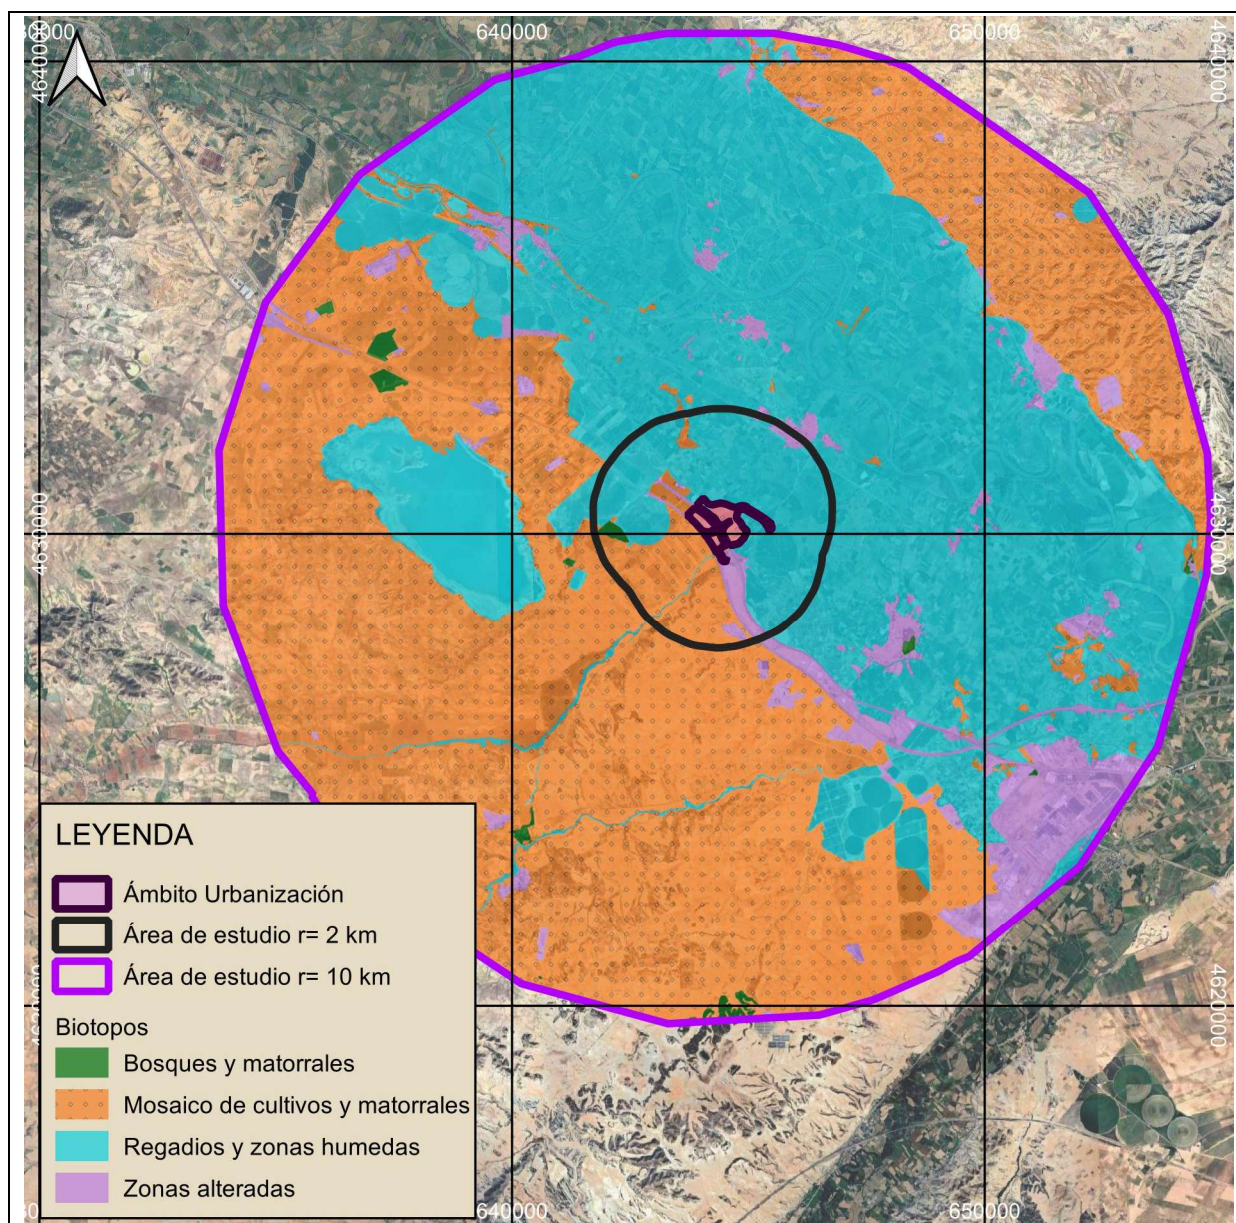 640000
650000
4640000
4640000
4630000
4630000
LEYENDA
Ámbito Urbanización
Área de estudio r= 2 km
Área de estudio r= 10 km
Biotopos
Bosques y matorrales
Mosaico de cultivos y matorrales
Regadios y zonas humedas
Zonas alteradas
4620000
640000
650000